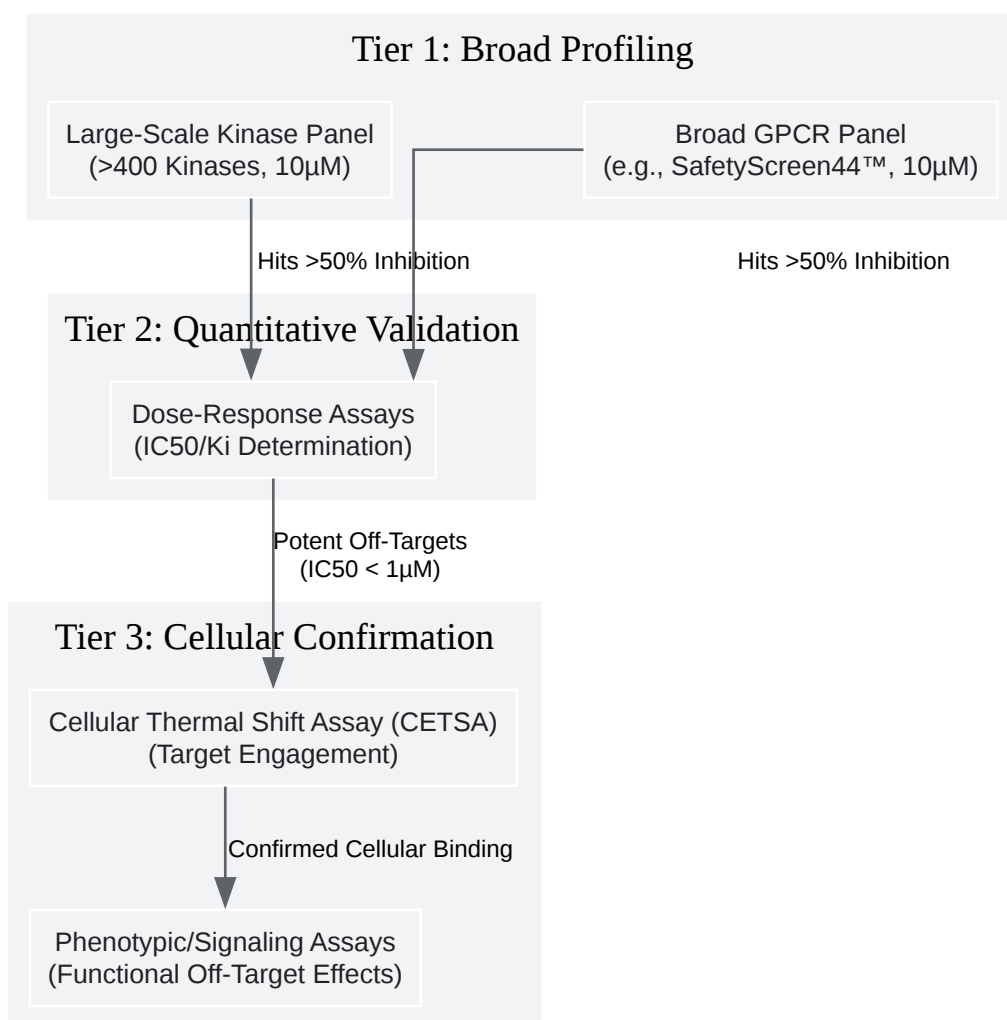 Tier 1: Broad Profiling
Large-Scale Kinase Panel
(>400 Kinases, 10µM)
Broad GPCR Panel
(e.g., SafetyScreen44™, 10µM)
Hits >50% Inhibition
Hits >50% Inhibition
Tier 2: Quantitative Validation
Dose-Response Assays
(IC50/Ki Determination)
Potent Off-Targets
(IC50 < 1µM)
Tier 3: Cellular Confirmation
Cellular Thermal Shift Assay (CETSA)
(Target Engagement)
Confirmed Cellular Binding
Phenotypic/Signaling Assays
(Functional Off-Target Effects)